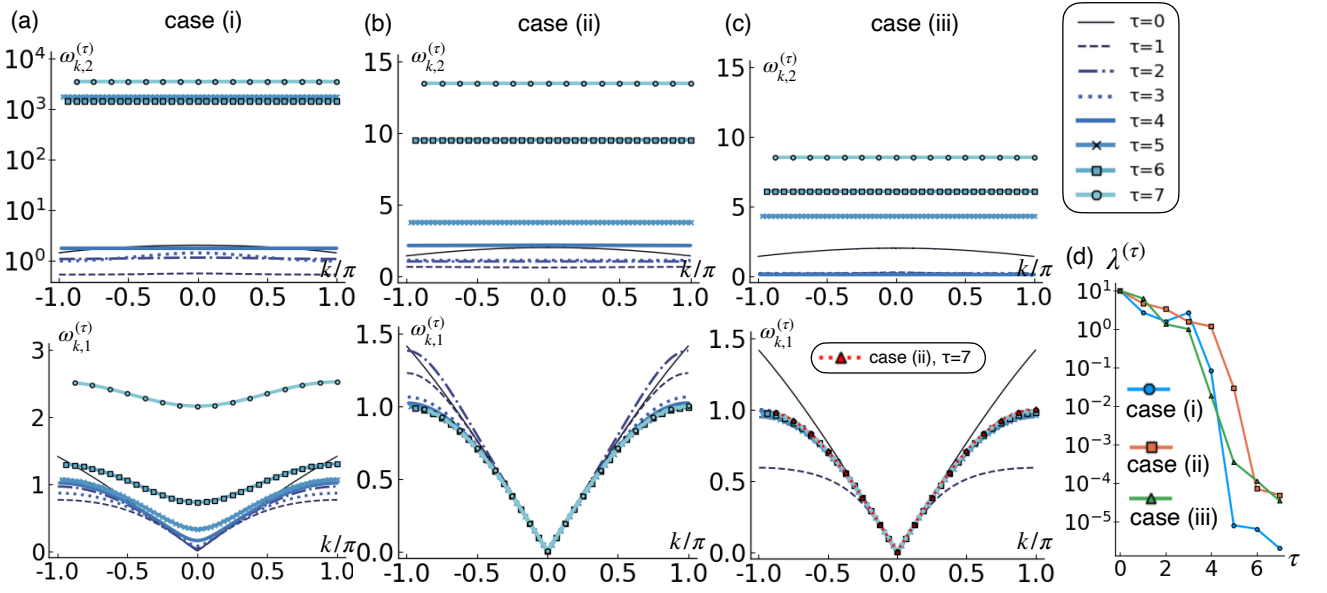 (a) case (i)
(b) case (ii)
(c) case (iii)
τ=0
τ=1
τ=2
τ=3
τ=4
τ=5
τ=6
τ=7
ω_{k,2}^{(τ)}
10^4
10^3
10^2
10^1
10^0
k/π
-1.0 -0.5 0.0 0.5 1.0
ω_{k,2}^{(τ)}
15
10
5
0
k/π
-1.0 -0.5 0.0 0.5 1.0
ω_{k,2}^{(τ)}
15
10
5
0
k/π
-1.0 -0.5 0.0 0.5 1.0
ω_{k,1}^{(τ)}
3
2
1
0
k/π
-1.0 -0.5 0.0 0.5 1.0
ω_{k,1}^{(τ)}
1.5
1.0
0.5
0.0
k/π
-1.0 -0.5 0.0 0.5 1.0
ω_{k,1}^{(τ)}
case (ii), τ=7
1.5
1.0
0.5
0.0
k/π
-1.0 -0.5 0.0 0.5 1.0
(d) λ^{(τ)}
10^1
10^0
10^{-1}
10^{-2}
10^{-3}
10^{-4}
10^{-5}
case (i)
case (ii)
case (iii)
0 2 4 6 τ